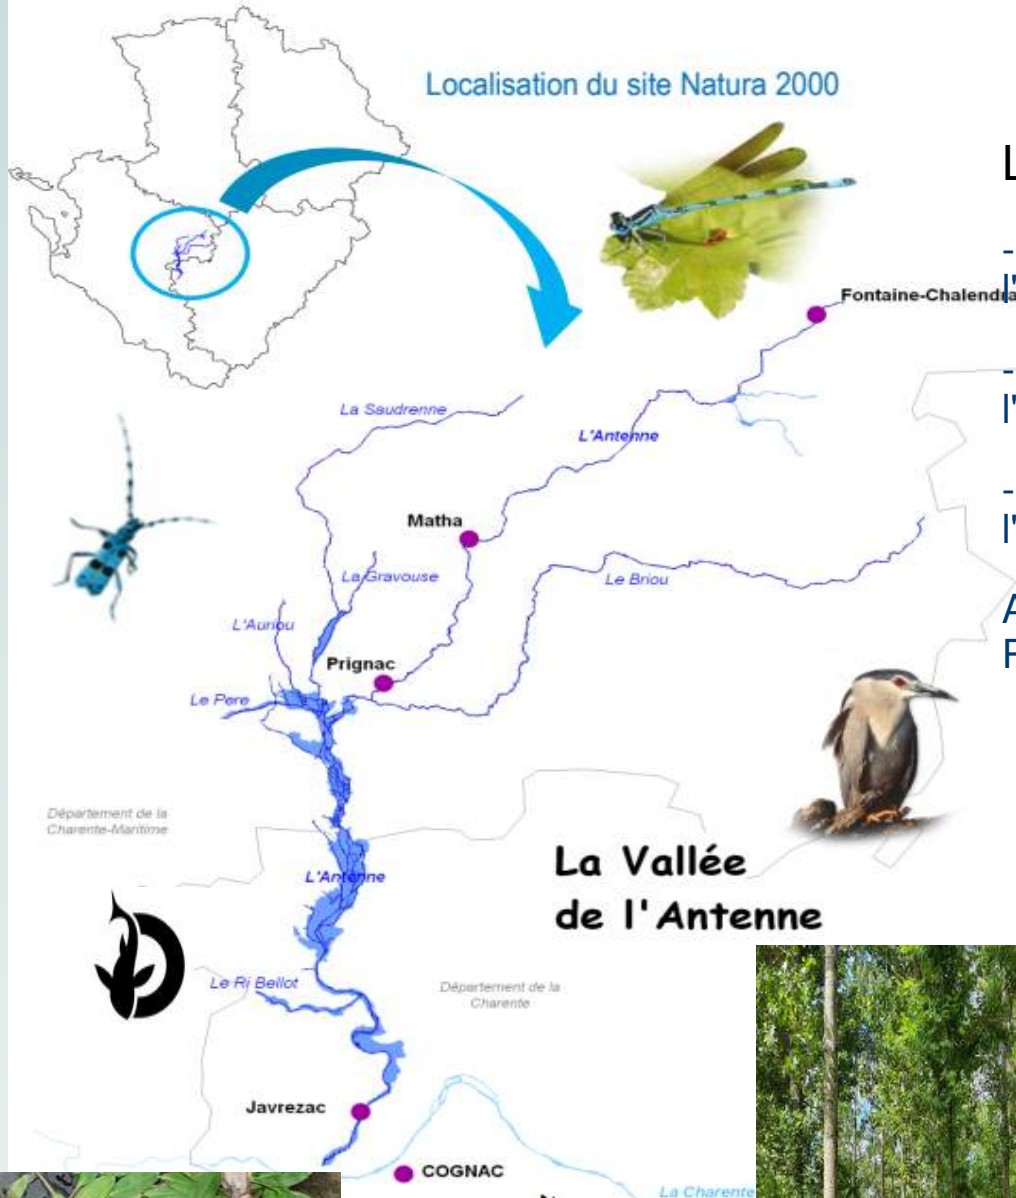 Localisation du site Natura 2000
L
-
l'
Fontaine-Chalendra
-
l'
La Saudrenne
L'Antenne
-
l'
Matha
La Gravouse
Le Briou
L'Auriou
A
Prignac
Le Pere
Département de la
Charente-Maritime
La Vallée
de l'Antenne
L'Antenne
Le Ri Bellot
Département de la
Charente
Javrezac
COGNAC
La Charente